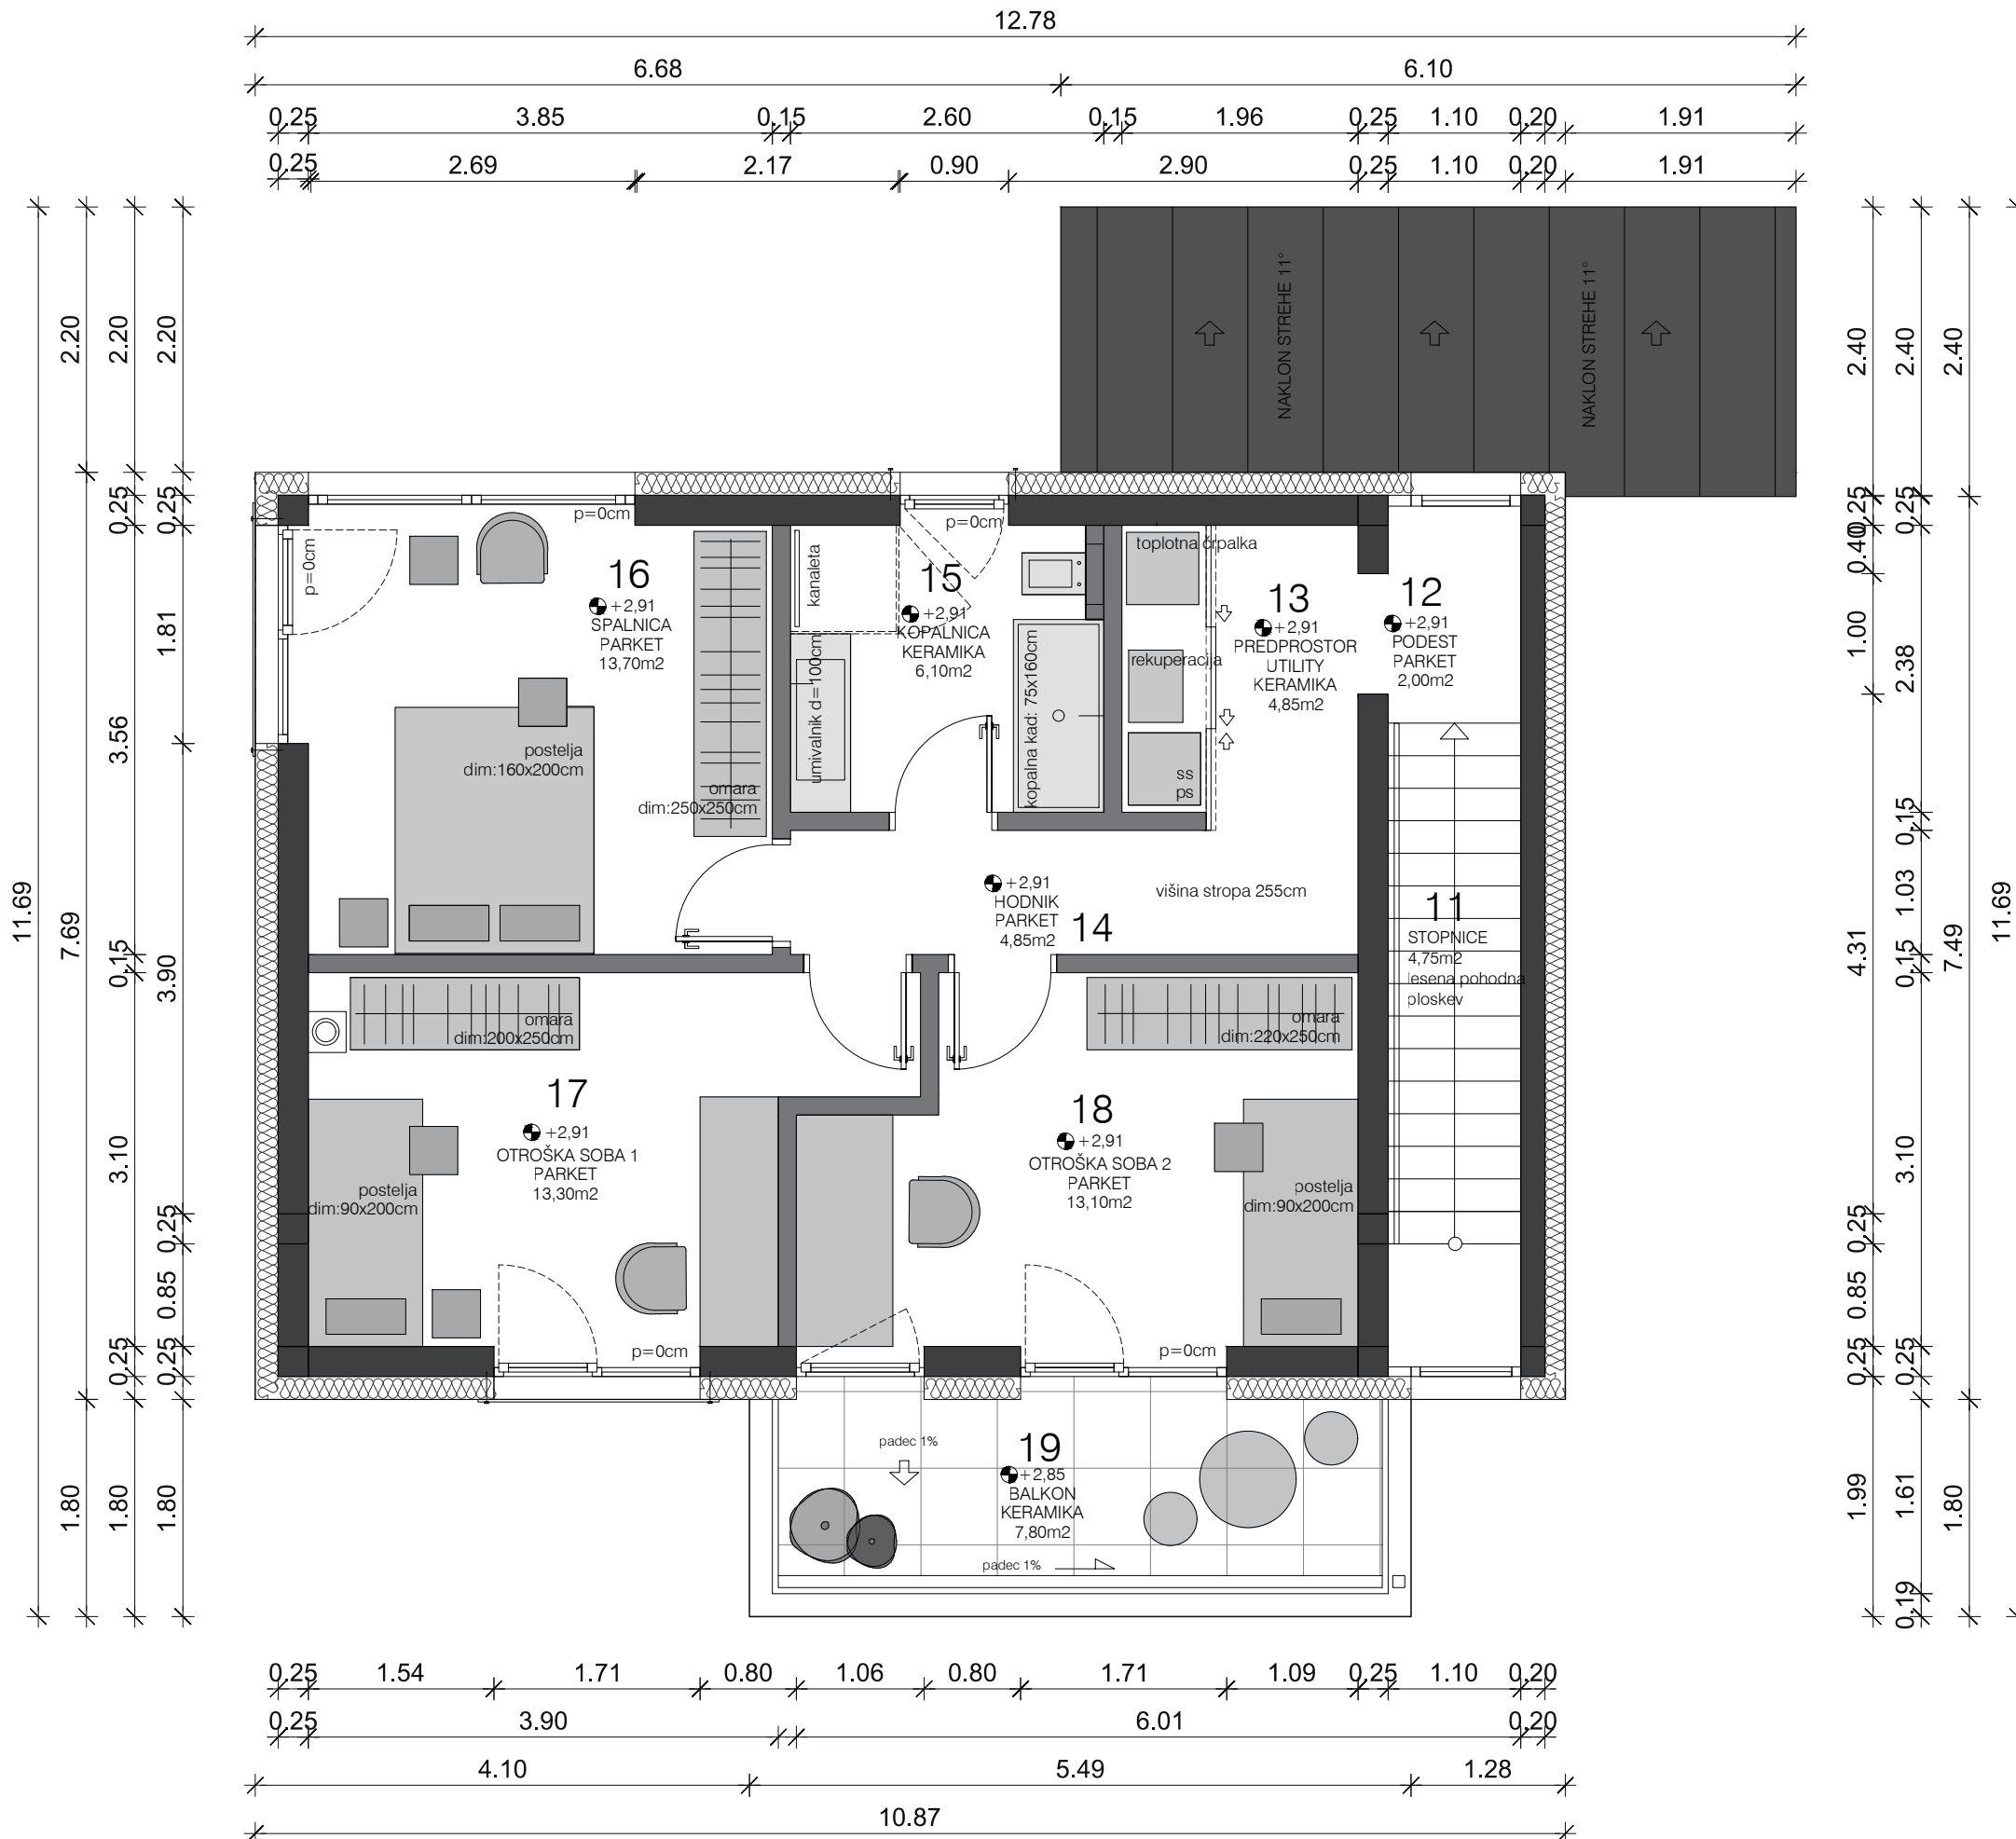 12.78
6.68 6.10
0.25 3.85 0.15 2.60 0.15 1.96 0.25 1.10 0.20 1.91
0.25 2.69 2.17 0.90 2.90 0.25 1.10 0.20 1.91
11.69
2.20 7.69 1.80
2.20 0.25 3.56 0.15 3.10 0.25 1.80
2.20 0.25 1.81 3.90 0.25 0.85 0.25 1.80
NAKLON STREHE 11°
NAKLON STREHE 11°
p=0cm
p=0cm
16
+2,91
SPALNICA
PARKET
13,70m2
postelja
dim:160x200cm
omara
dim:250x250cm
kanaleta
umivalnik d=100cm
p=0cm
15
+2,91
KOPALNICA
KERAMIKA
6,10m2
kopalna kad: 75x160cm
toplotna črpalka
rekuperacija
ss
ps
13
+2,91
PREDPROSTOR
UTILITY
KERAMIKA
4,85m2
12
+2,91
PODEST
PARKET
2,00m2
+2,91
HODNIK
PARKET
4,85m2
14
višina stropa 255cm
11
STOPNICE
4,75m2
lesena pohodna
ploskev
omara
dim:200x250cm
17
+2,91
OTROŠKA SOBA 1
PARKET
13,30m2
postelja
dim:90x200cm
p=0cm
omara
dim:220x250cm
18
+2,91
OTROŠKA SOBA 2
PARKET
13,10m2
postelja
dim:90x200cm
p=0cm
padec 1%
19
+2,85
BALKON
KERAMIKA
7,80m2
padec 1%
2.40 0.25 0.40 1.00 4.31 0.25 0.85 0.25 1.99
2.40 0.25 2.38 0.15 1.03 0.15 3.10 0.25 1.61 0.19
2.40 7.49 1.80
11.69
0.25 1.54 1.71 0.80 1.06 0.80 1.71 1.09 0.25 1.10 0.20
0.25 3.90 6.01 0.20
4.10 5.49 1.28
10.87